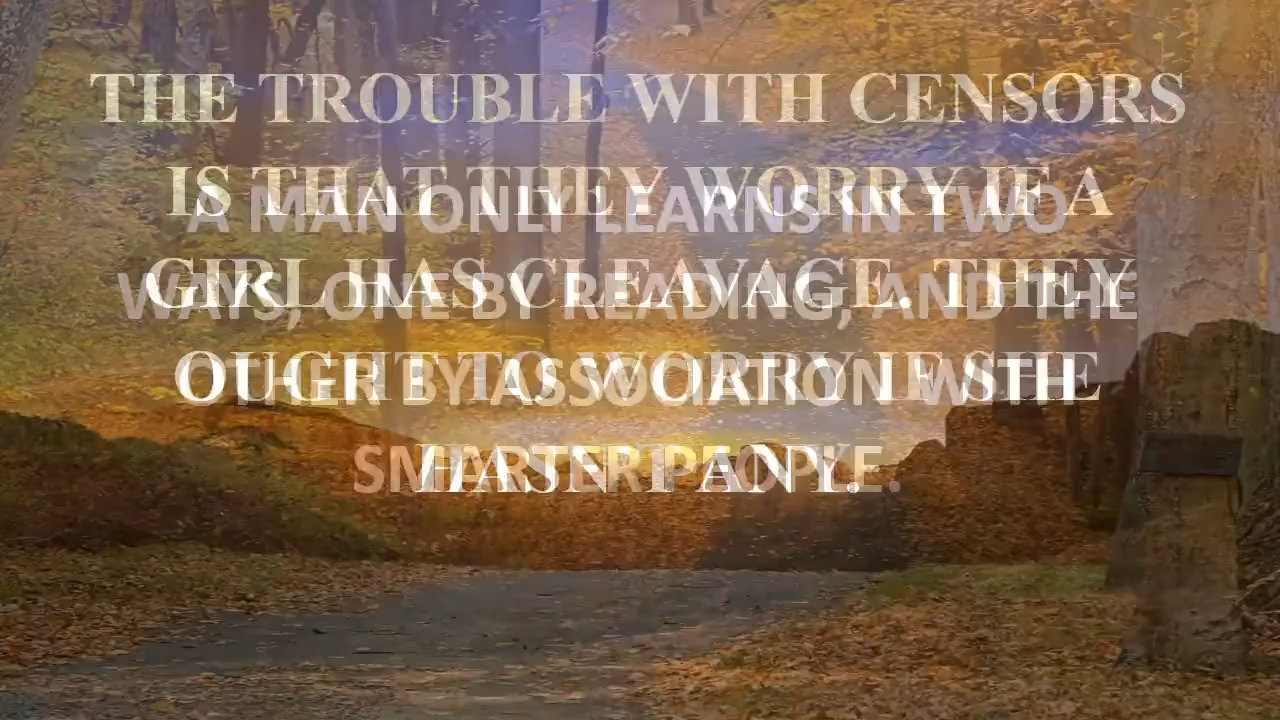 THE TROUBLE WITH CENSORS
IS THAT THEY WORRY IF A
GIRL HAS CLEAVAGE. THEY
OUGHT TO WORRY IF SHE
HASN'T ANY.
A MAN ONLY LEARNS IN TWO
WAYS, ONE BY READING, AND THE
OTHER BY ASSOCIATION WITH
SMARTER PEOPLE.